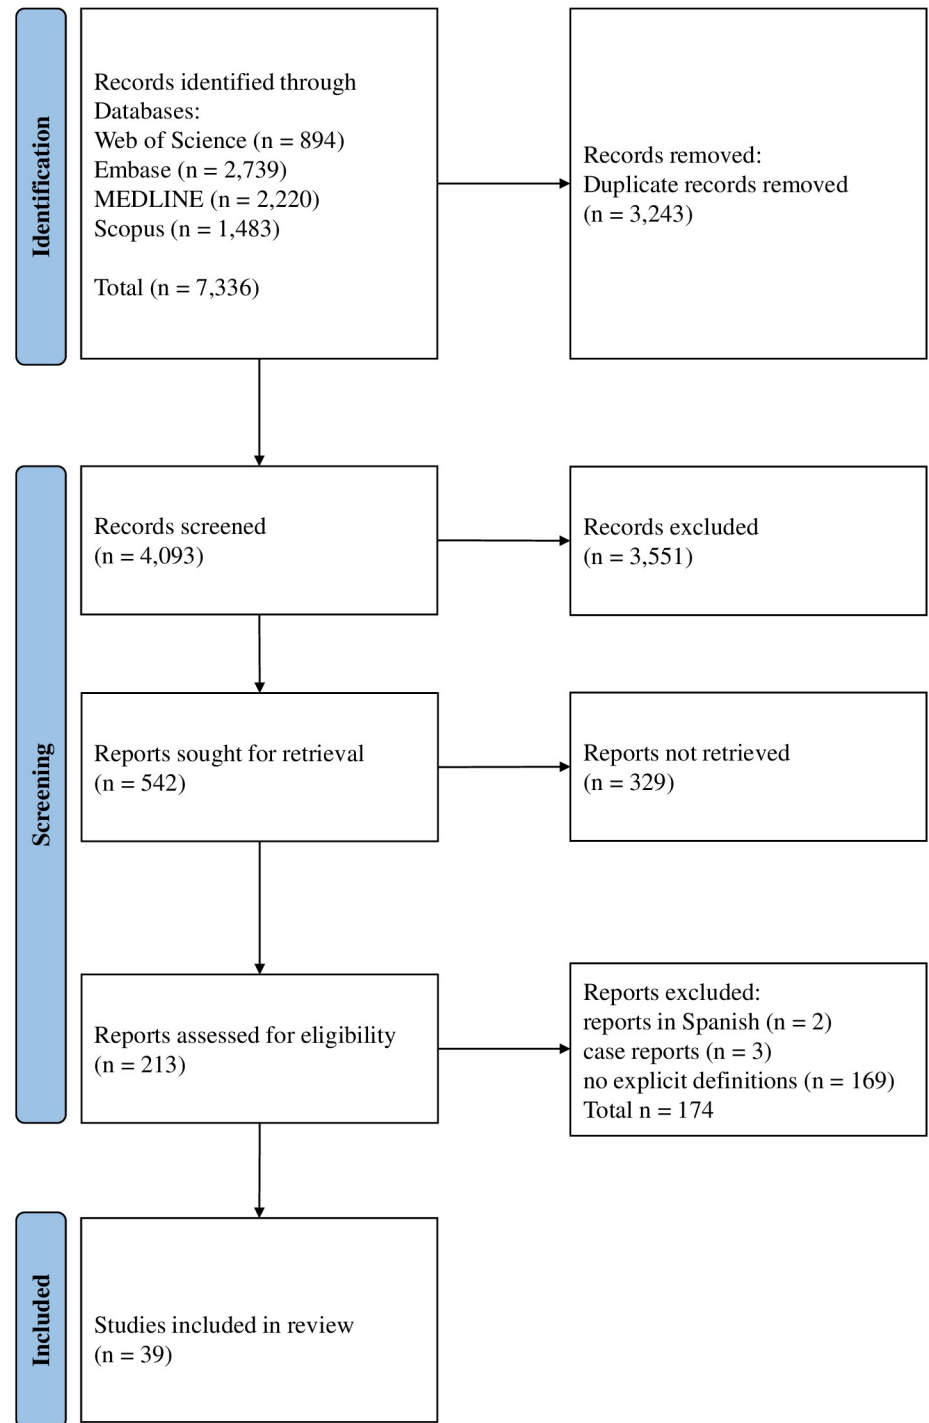 Identification
Records identified through
Databases:
Web of Science (n = 894)
Embase (n = 2,739)
MEDLINE (n = 2,220)
Scopus (n = 1,483)
Total (n = 7,336)
Records removed:
Duplicate records removed
(n = 3,243)
Screening
Records screened
(n = 4,093)
Records excluded
(n = 3,551)
Reports sought for retrieval
(n = 542)
Reports not retrieved
(n = 329)
Reports assessed for eligibility
(n = 213)
Reports excluded:
reports in Spanish (n = 2)
case reports (n = 3)
no explicit definitions (n = 169)
Total n = 174
Included
Studies included in review
(n = 39)